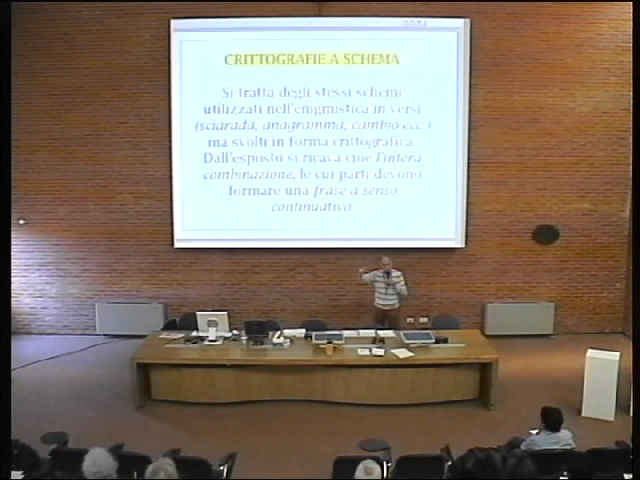 CRITTOGRAFIE A SCHEMA
Si tratta degli stessi schemi
utilizzati nell'enigmistica in versi
(sciarada, anagramma, cambio ecc.)
ma svolti in forma crittografica.
Dall'esposto si ricava cioè l'intera
combinazione, le cui parti devono
formare una frase a senso
continuativo.